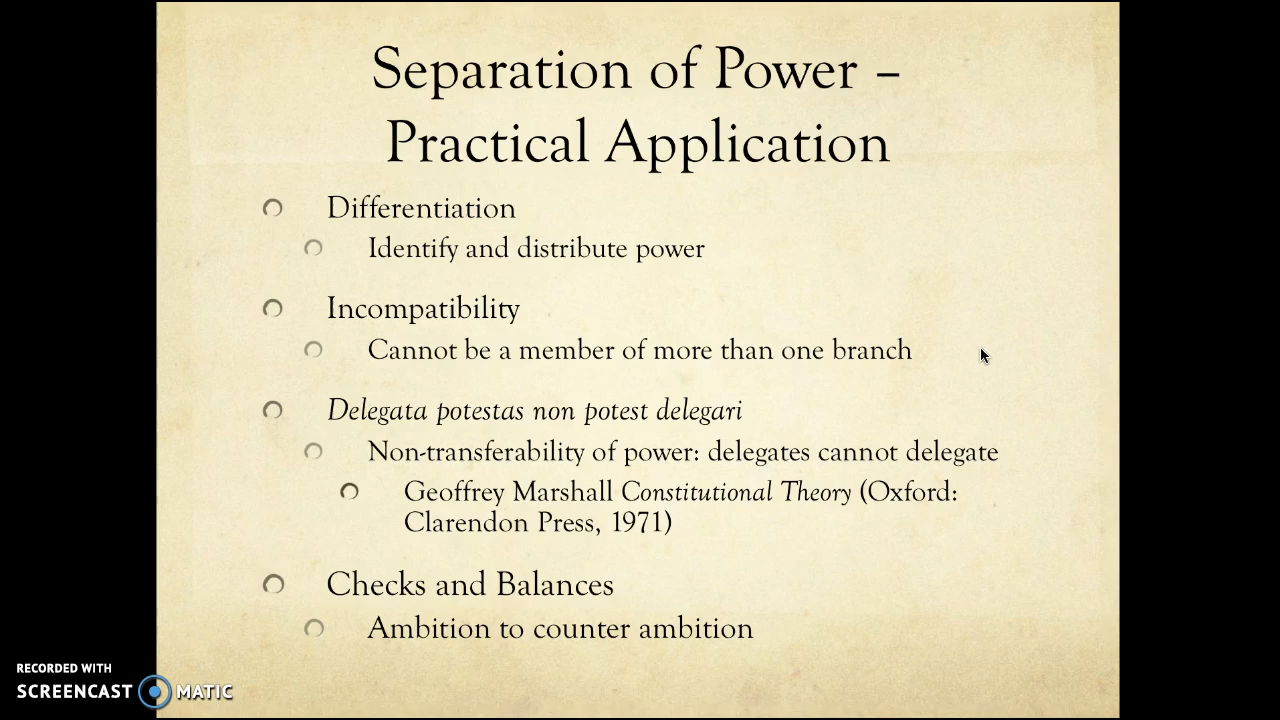 Separation of Power –
Practical Application
Differentiation
Identify and distribute power
Incompatibility
Cannot be a member of more than one branch
Delegata potestas non potest delegari
Non-transferability of power: delegates cannot delegate
Geoffrey Marshall Constitutional Theory (Oxford:
Clarendon Press, 1971)
Checks and Balances
Ambition to counter ambition
RECORDED WITH
SCREENCAST MATIC